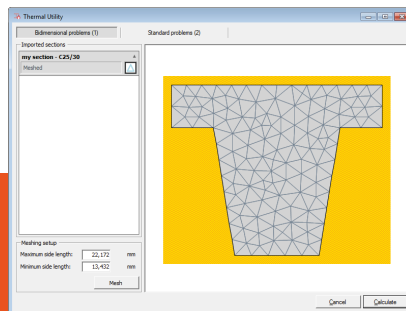 Thermal Utility
Bidimensional problems (1)
Standard problems (2)
Imported sections
my section - C25/30
Meshed
Meshing setup
Maximum side length: 22,172 mm
Minimum side length: 13,432 mm
Mesh
Cancel
Calculate